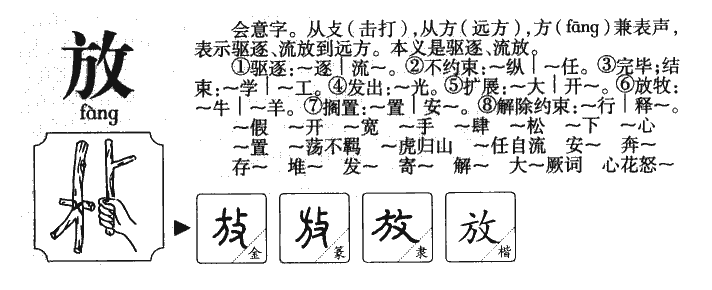 放
fàng
会意字。从攴(击打),从方(远方),方(fāng)兼表声,
表示驱逐、流放到远方。本义是驱逐、流放。
①驱逐:～逐|流～。②不约束:～纵|～任。③完毕;结
束:～学|～工。④发出:～光。⑤扩展:～大|开～。⑥放牧:
～牛|～羊。⑦搁置:～置|安～。⑧解除约束:～行|释～。
～假 ～开 ～宽 ～手 ～肆 ～松 ～下 ～心
～置 ～荡不羁 ～虎归山 ～任自流 安～ 奔～
存～ 堆～ 发～ 寄～ 解～ 大～厥词 心花怒～
放 金 放 篆 放 隶 放 楷